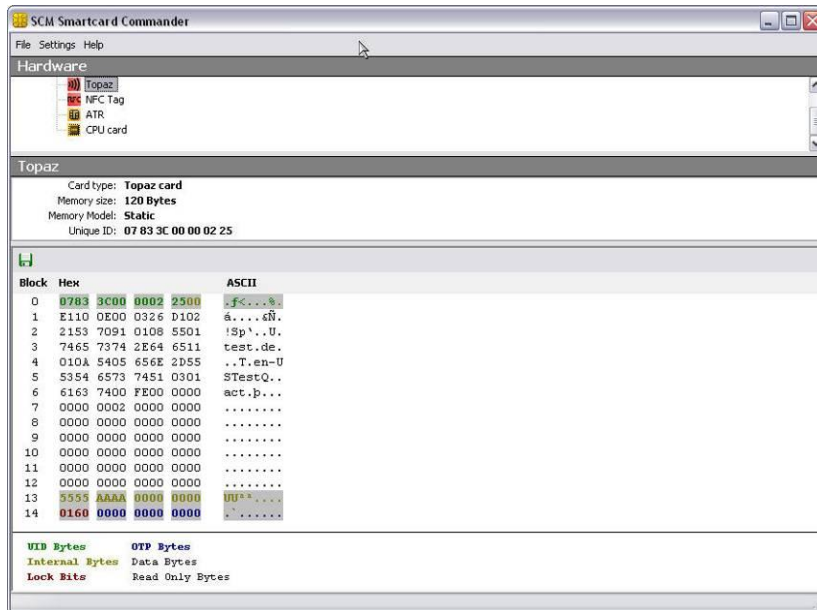 SCM Smartcard Commander
File Settings Help
Hardware
Topaz
NFC Tag
ATR
CPU card
Topaz
Card type: Topaz card
Memory size: 120 Bytes
Memory Model: Static
Unique ID: 07 83 3C 00 00 02 25
Block Hex ASCII
0 0783 3C00 0002 2500 .ƒ<...%.
1 E110 0E00 0326 D102 á....&Ñ.
2 2153 7091 0108 5501 !Sp‘..U.
3 7465 7374 2E64 6511 test.de.
4 010A 5405 656E 2D55 ..T.en-U
5 5354 6573 7451 0301 STestQ..
6 6163 7400 FE00 0000 act.þ...
7 0000 0002 0000 0000 ........
8 0000 0000 0000 0000 ........
9 0000 0000 0000 0000 ........
10 0000 0000 0000 0000 ........
11 0000 0000 0000 0000 ........
12 0000 0000 0000 0000 ........
13 5555 AAAA 0000 0000 UUªª....
14 0160 0000 0000 0000 .`......
UID Bytes OTP Bytes
Internal Bytes Data Bytes
Lock Bits Read Only Bytes